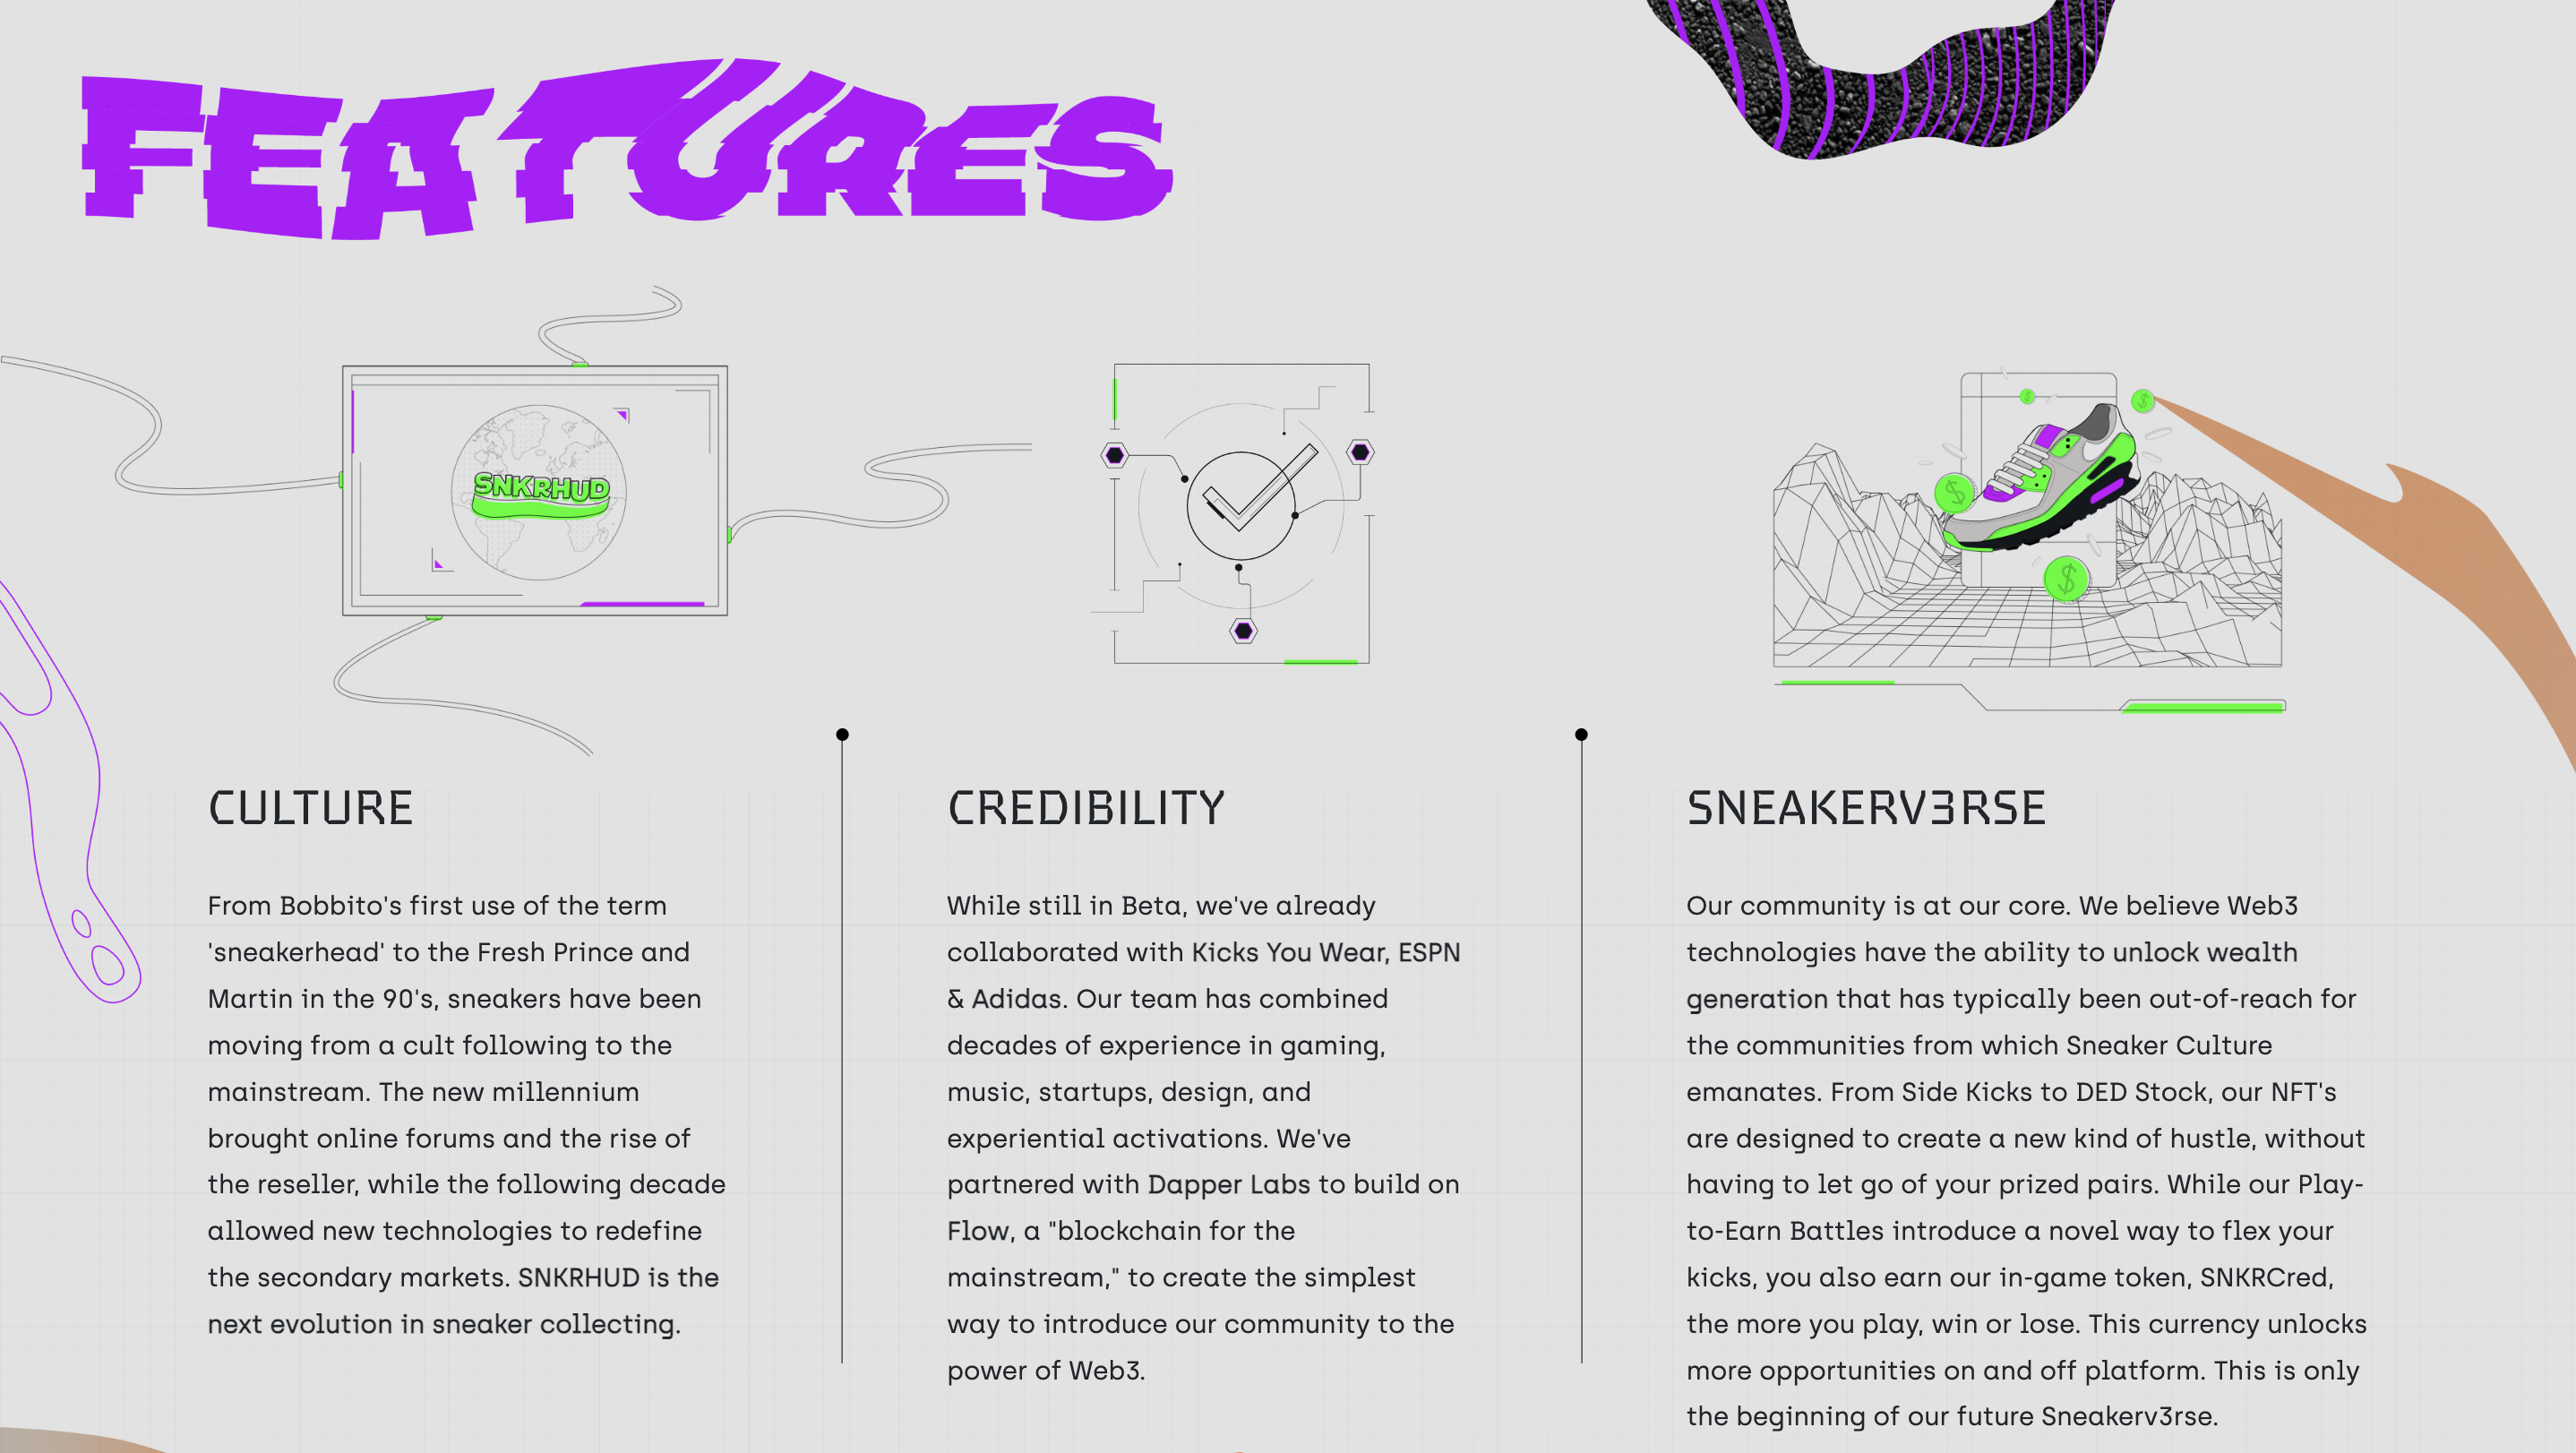 FEATURES
SNKRHUD
$
$
$
$
CULTURE
From Bobbito's first use of the term
'sneakerhead' to the Fresh Prince and
Martin in the 90's, sneakers have been
moving from a cult following to the
mainstream. The new millennium
brought online forums and the rise of
the reseller, while the following decade
allowed new technologies to redefine
the secondary markets. SNKRHUD is the
next evolution in sneaker collecting.
CREDIBILITY
While still in Beta, we've already
collaborated with Kicks You Wear, ESPN
& Adidas. Our team has combined
decades of experience in gaming,
music, startups, design, and
experiential activations. We've
partnered with Dapper Labs to build on
Flow, a "blockchain for the
mainstream," to create the simplest
way to introduce our community to the
power of Web3.
SNEAKERV3RSE
Our community is at our core. We believe Web3
technologies have the ability to unlock wealth
generation that has typically been out-of-reach for
the communities from which Sneaker Culture
emanates. From Side Kicks to DED Stock, our NFT's
are designed to create a new kind of hustle, without
having to let go of your prized pairs. While our Play-
to-Earn Battles introduce a novel way to flex your
kicks, you also earn our in-game token, SNKRCred,
the more you play, win or lose. This currency unlocks
more opportunities on and off platform. This is only
the beginning of our future Sneakerv3rse.